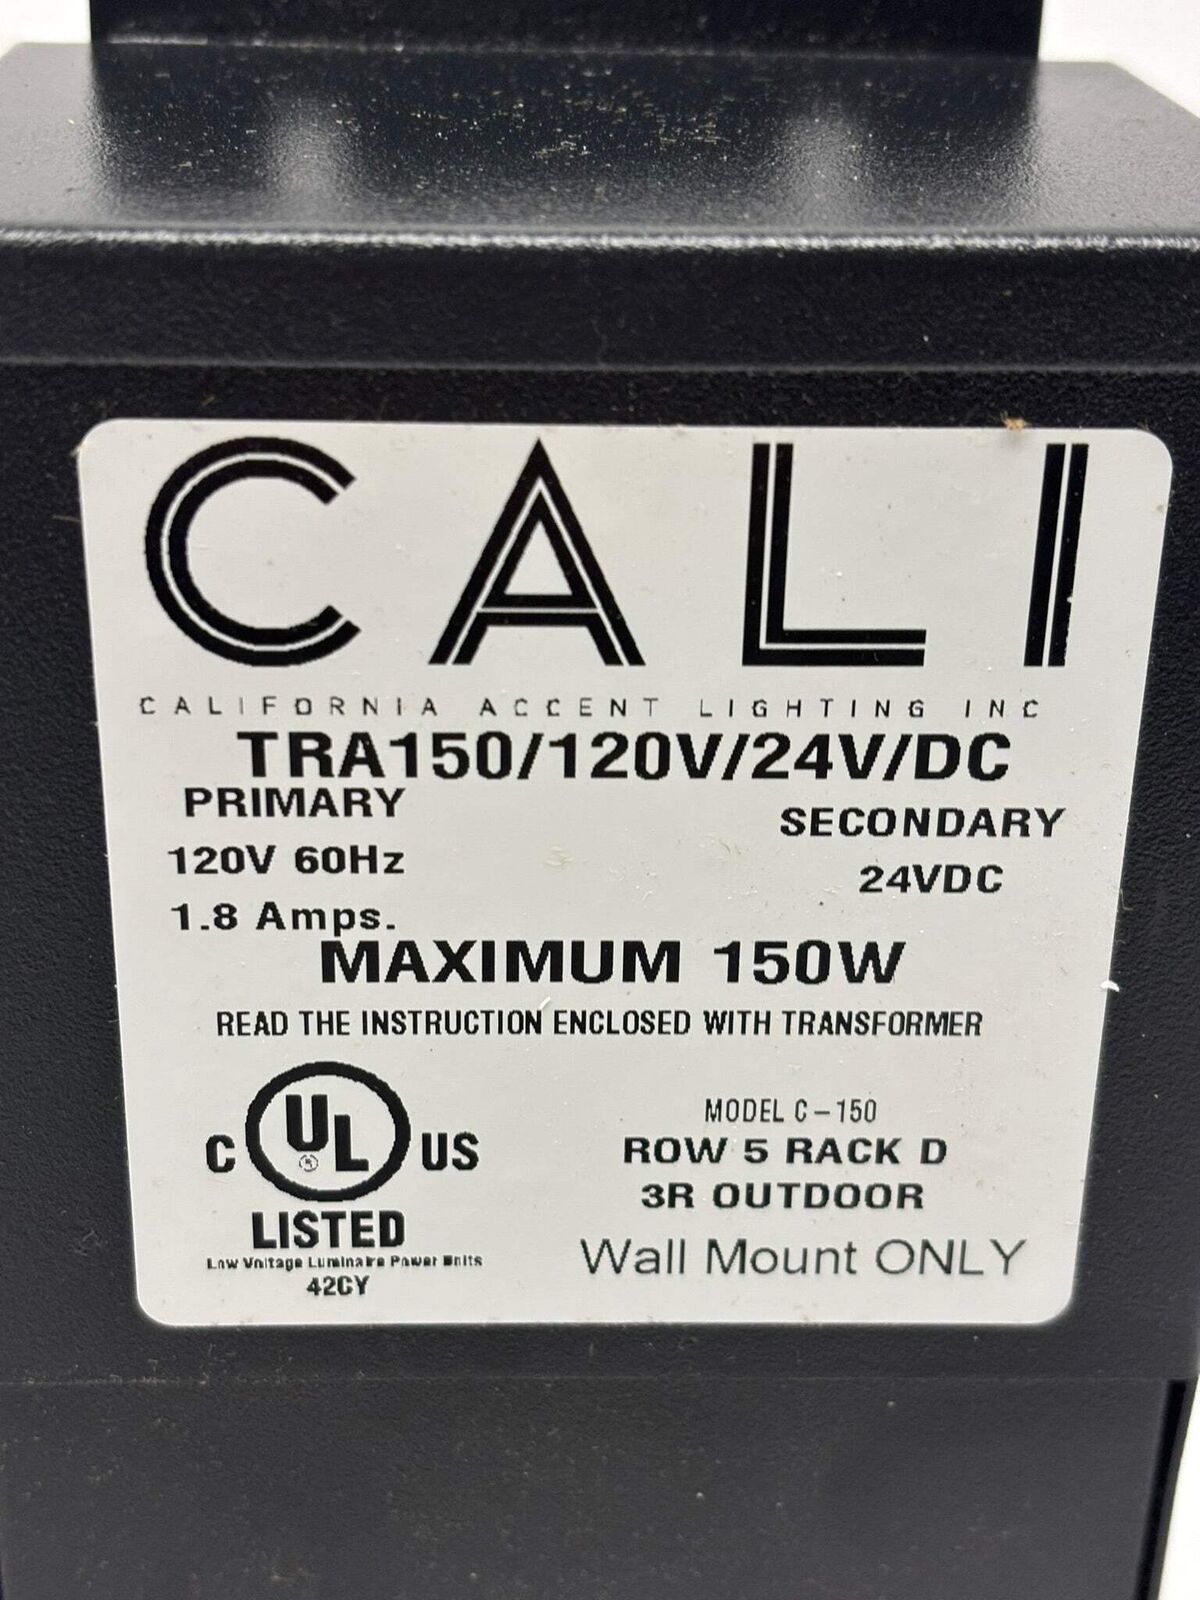 CALI
CALIFORNIA ACCENT LIGHTING INC
TRA150/120V/24V/DC
PRIMARY
SECONDARY
120V 60Hz
24VDC
1.8 Amps.
MAXIMUM 150W
READ THE INSTRUCTION ENCLOSED WITH TRANSFORMER
C UL US
LISTED
Low Voltage Luminaire Power Units
42CY
MODEL C-150
ROW 5 RACK D
3R OUTDOOR
Wall Mount ONLY